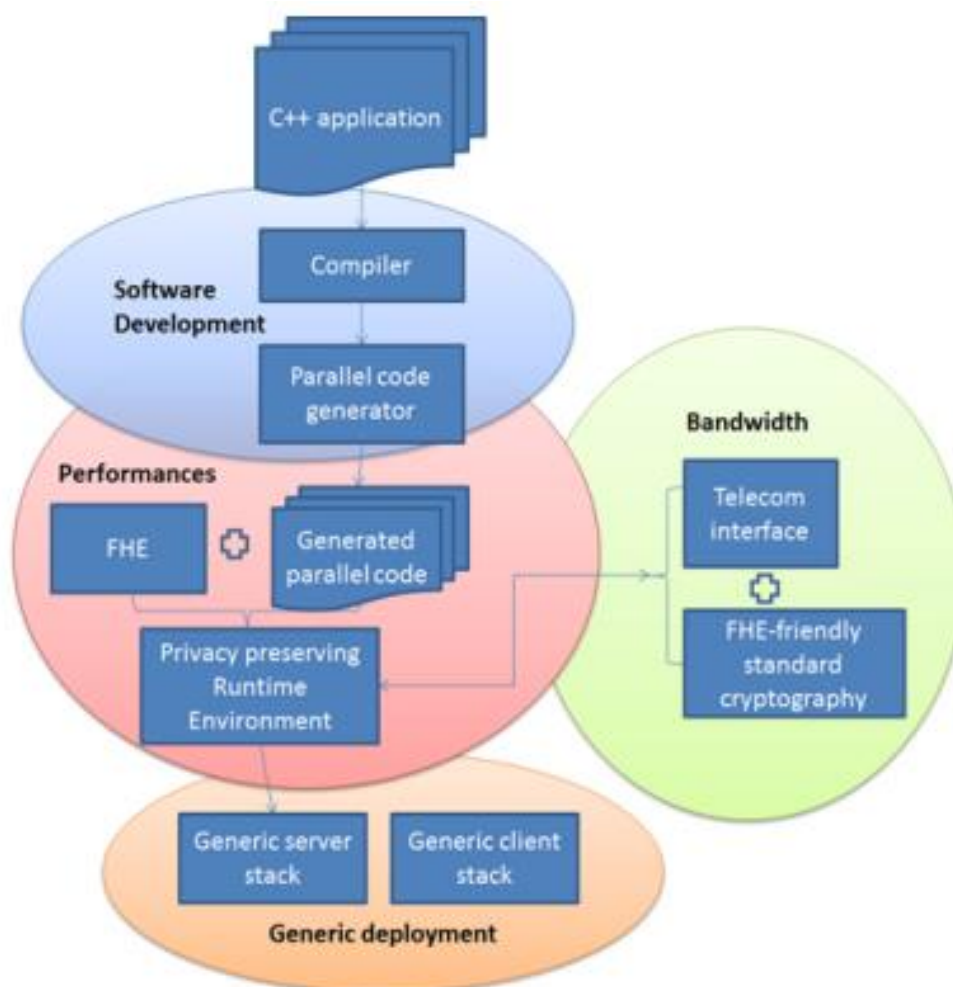 C++ application
Compiler
Software
Development
Parallel code
generator
Bandwidth
Performances
Telecom
interface
FHE
Generated
parallel code
FHE-friendly
standard
cryptography
Privacy preserving
Runtime
Environment
Generic server
stack
Generic client
stack
Generic deployment